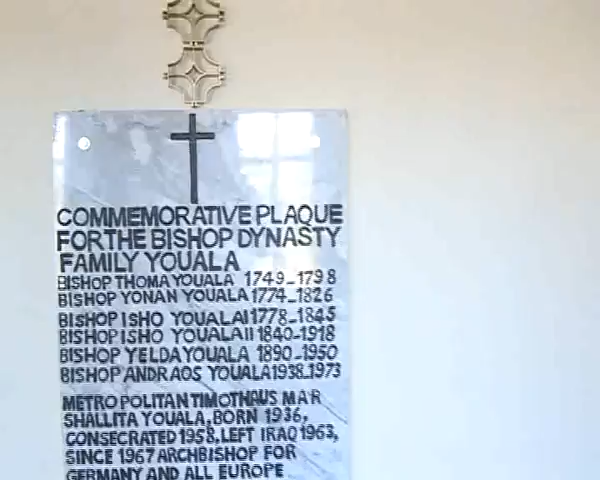 COMMEMORATIVE PLAQUE
FOR THE BISHOP DYNASTY
FAMILY YOUALA
BISHOP THOMA YOUALA 1749-1798
BISHOP YONAN YOUALA 1774-1826
BISHOP ISHO YOUALA I 1778-1845
BISHOP ISHO YOUALA II 1840-1918
BISHOP YELDA YOUALA 1890-1950
BISHOP ANDRAOS YOUALA 1938-1973
METROPOLITAN TIMOTHAUS MAR
SHALLITA YOUALA, BORN 1936,
CONSECRATED 1958, LEFT IRAQ 1963,
SINCE 1967 ARCHBISHOP FOR
GERMANY AND ALL EUROPE